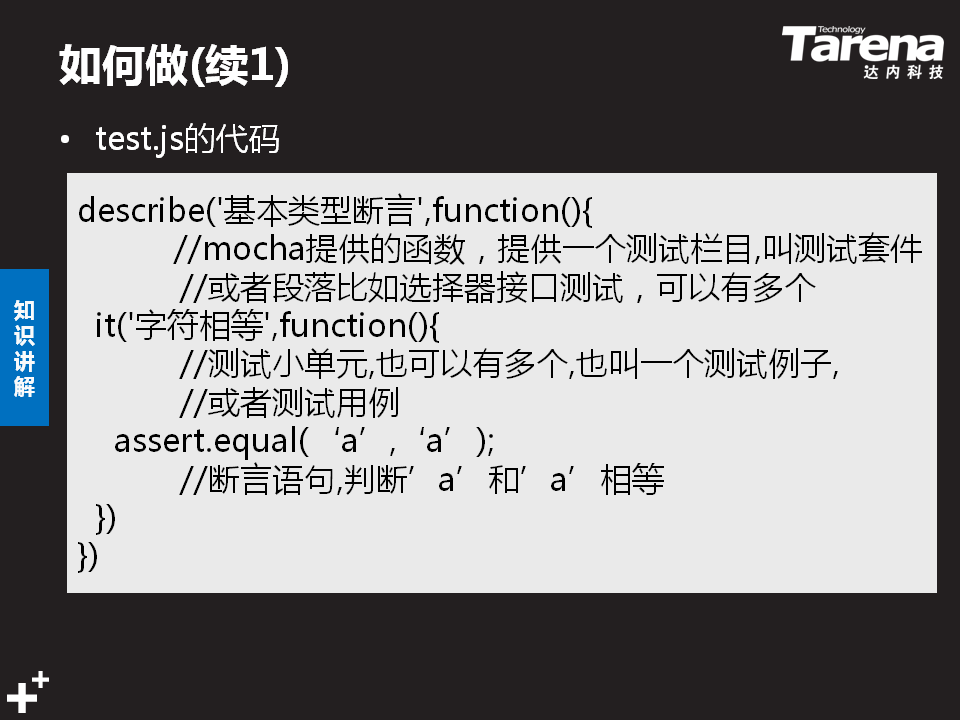 如何做(续1)
Technology
Tarena
达内科技
• test.js的代码
知识讲解
describe('基本类型断言',function(){
//mocha提供的函数，提供一个测试栏目,叫测试套件
//或者段落比如选择器接口测试，可以有多个
it('字符相等',function(){
//测试小单元,也可以有多个,也叫一个测试例子,
//或者测试用例
assert.equal(‘a’,‘a’);
//断言语句,判断’a’和’a’相等
})
})